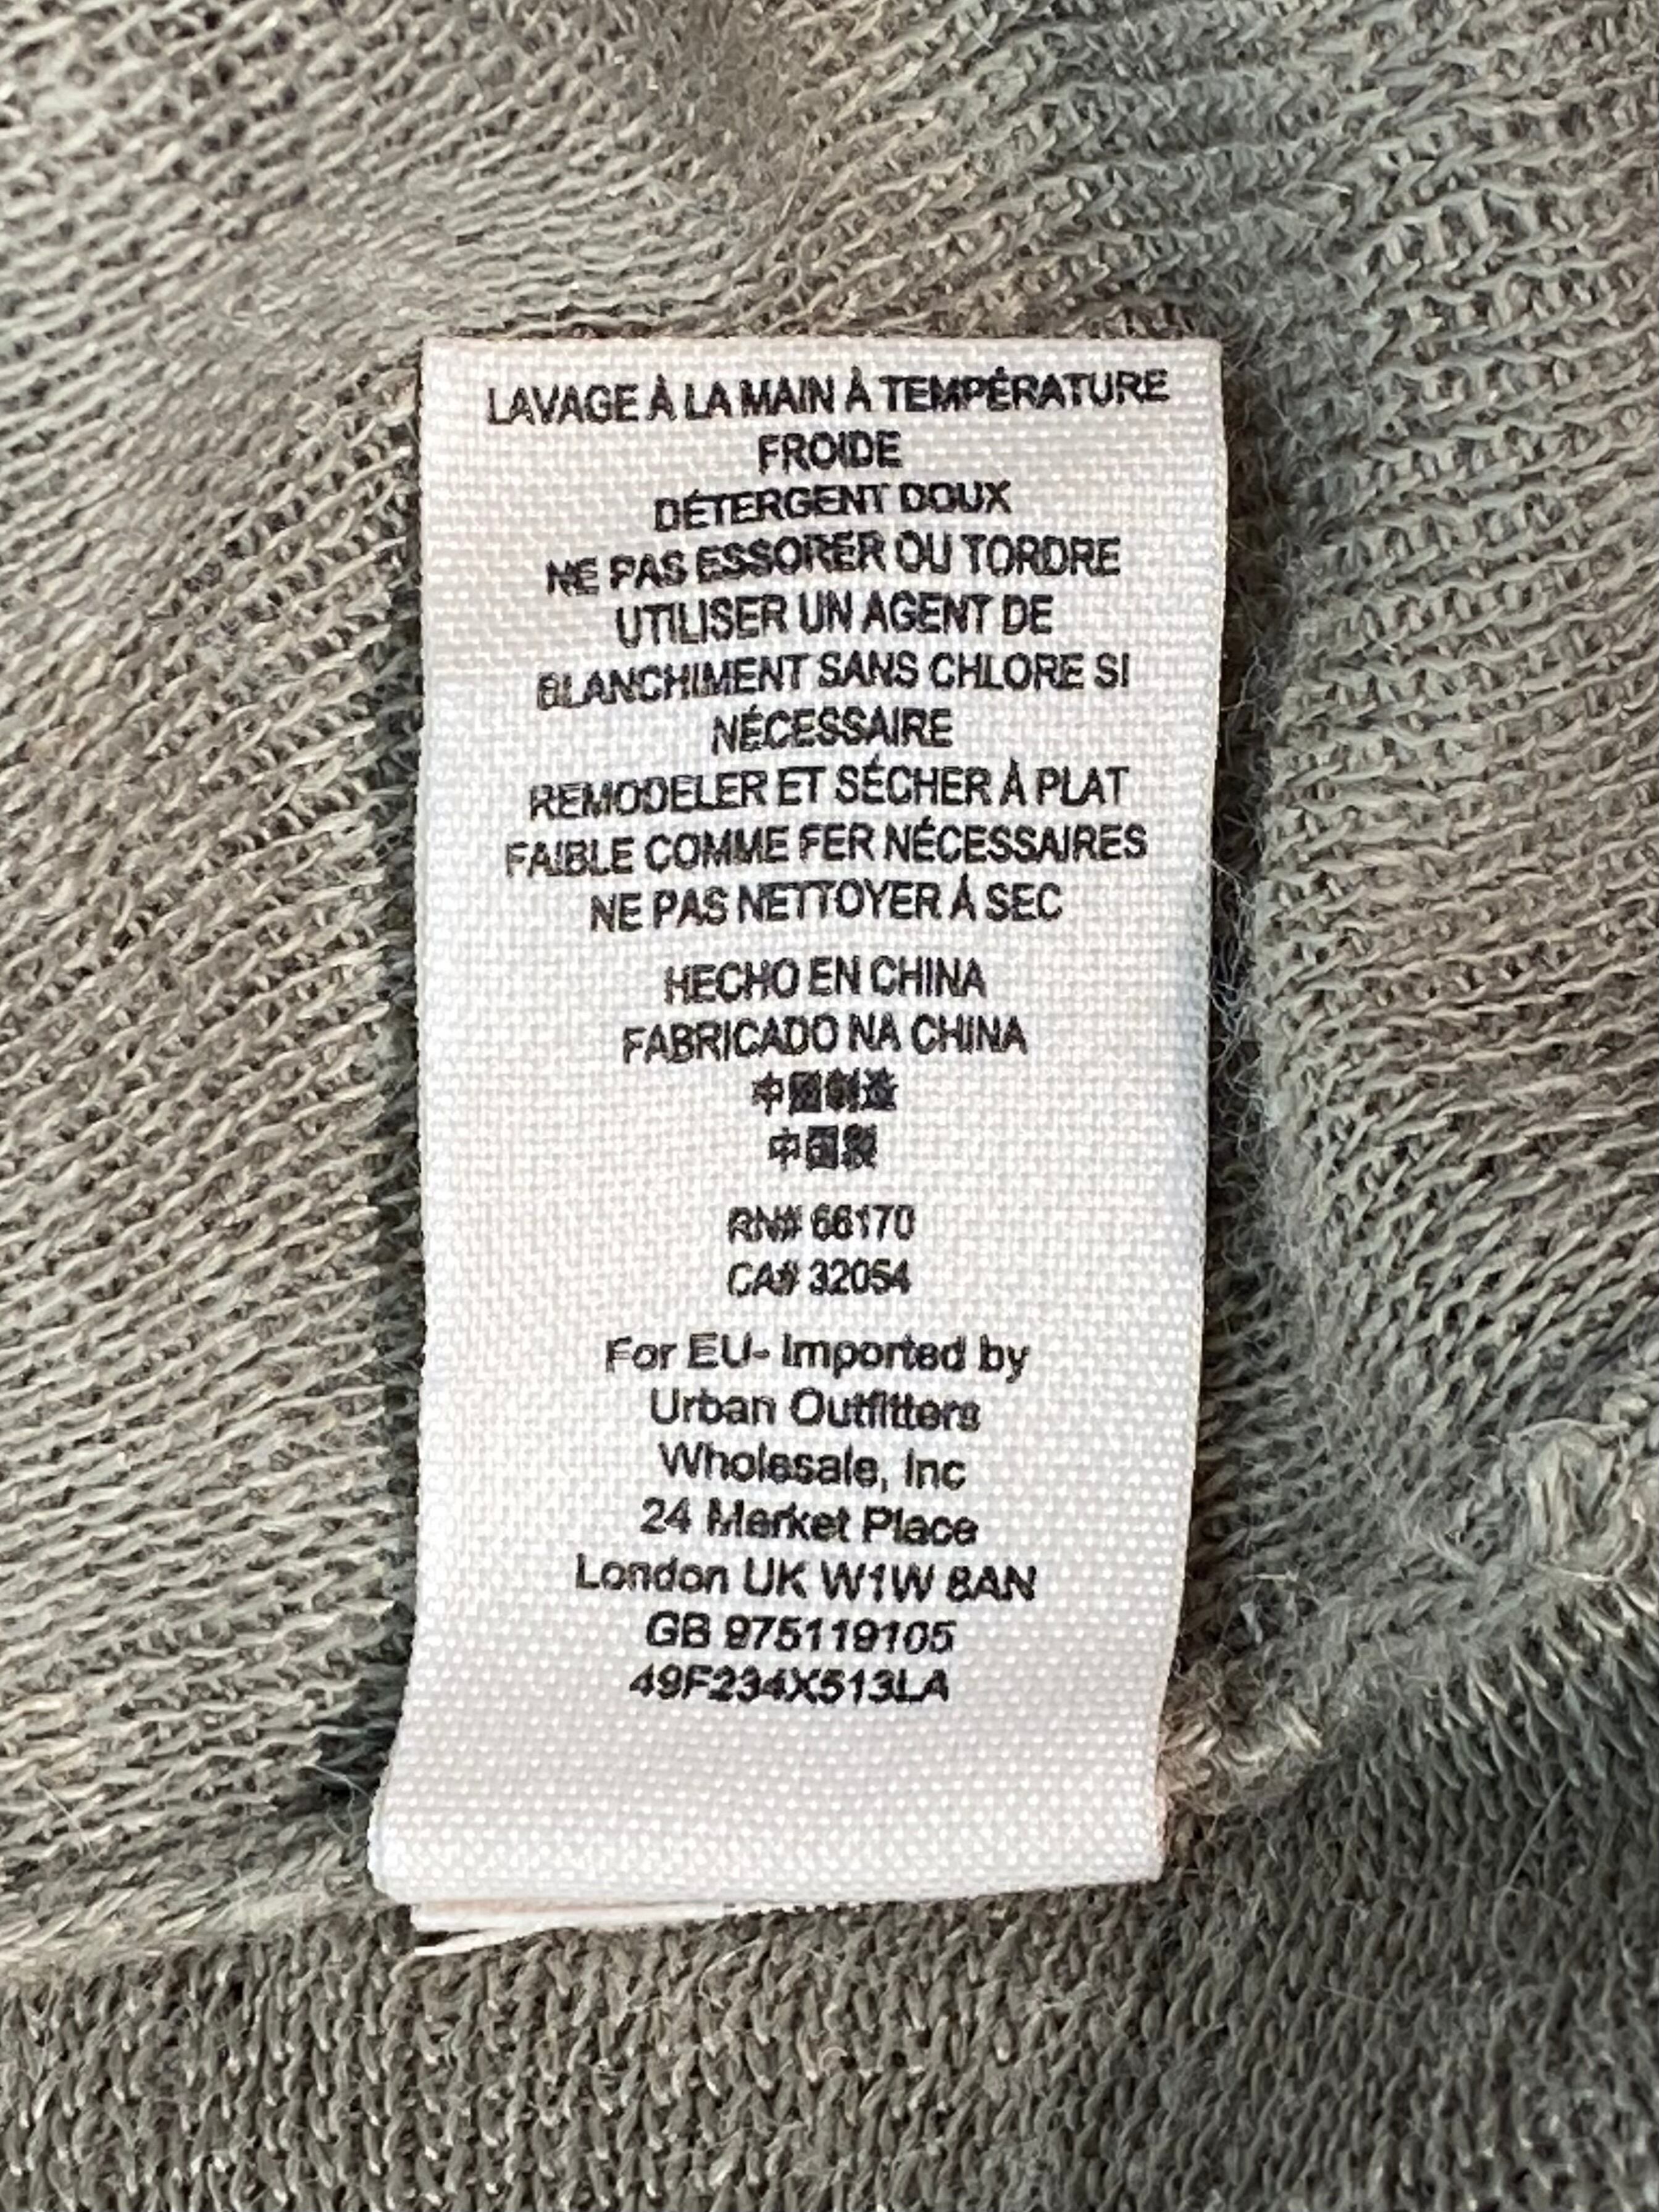 LAVAGE À LA MAIN À TEMPÉRATURE
FROIDE
DÉTERGENT DOUX
NE PAS ESSORER OU TORDRE
UTILISER UN AGENT DE
BLANCHIMENT SANS CHLORE SI
NÉCESSAIRE
REMODELER ET SÉCHER À PLAT
FAIBLE COMME FER NÉCESSAIRES
NE PAS NETTOYER À SEC
HECHO EN CHINA
FABRICADO NA CHINA
中國制造
中国製
RN# 66170
CA# 32054
For EU- Imported by
Urban Outfitters
Wholesale, Inc
24 Market Place
London UK W1W 8AN
GB 975119105
49F234X513LA